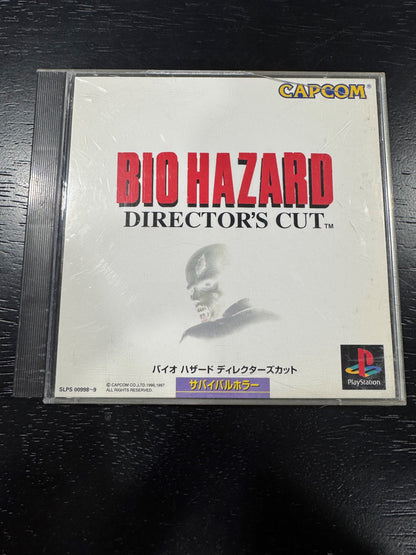 CAPCOM®
BIO HAZARD
DIRECTOR'S CUT™
バイオ ハザード ディレクターズカット
サバイバルホラー
SLPS 00998~9
© CAPCOM CO.,LTD.1996,1997
ALL RIGHTS RESERVED.
PlayStation